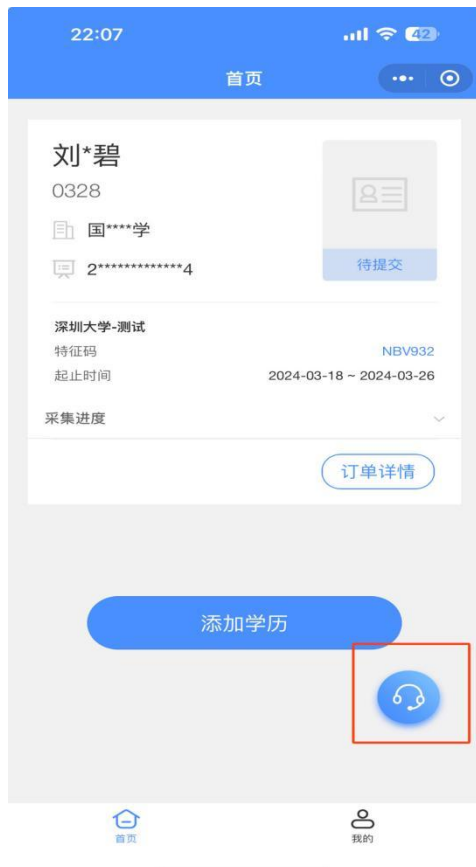 22:07
42
首页
刘*碧
0328
国****学
2*************4
待提交
深圳大学-测试
特征码 NBV932
起止时间 2024-03-18 ~ 2024-03-26
采集进度
订单详情
添加学历
首页 我的